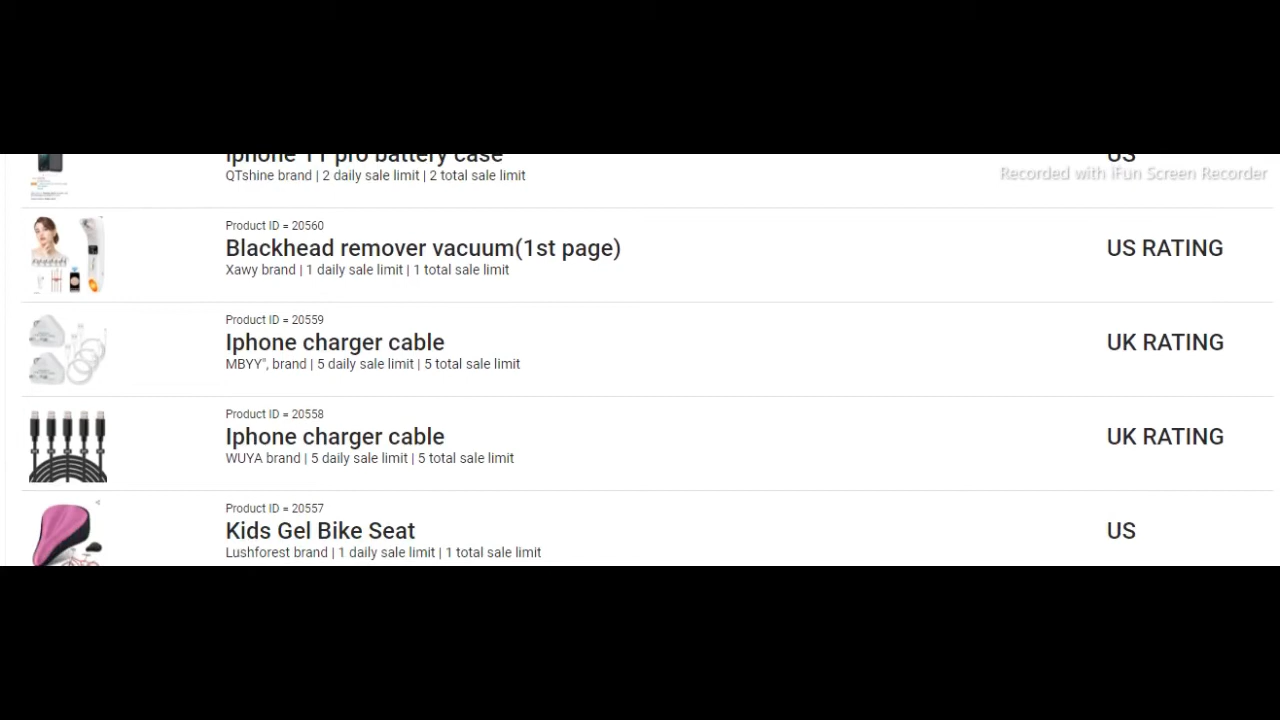 Iphone 11 pro battery case
US
QTshine brand | 2 daily sale limit | 2 total sale limit
Recorded with iFun Screen Recorder
Product ID = 20560
Blackhead remover vacuum(1st page)
US RATING
Xawy brand | 1 daily sale limit | 1 total sale limit
Product ID = 20559
Iphone charger cable
UK RATING
MBYY", brand | 5 daily sale limit | 5 total sale limit
Product ID = 20558
Iphone charger cable
UK RATING
WUYA brand | 5 daily sale limit | 5 total sale limit
Product ID = 20557
Kids Gel Bike Seat
US
Lushforest brand | 1 daily sale limit | 1 total sale limit